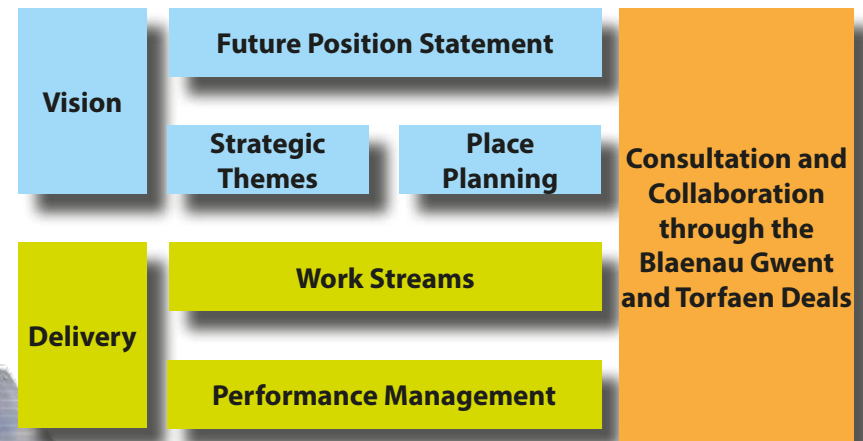 Vision
Future Position Statement
Strategic
Themes
Place
Planning
Delivery
Work Streams
Performance Management
Consultation and
Collaboration
through the
Blaenau Gwent
and Torfaen Deals